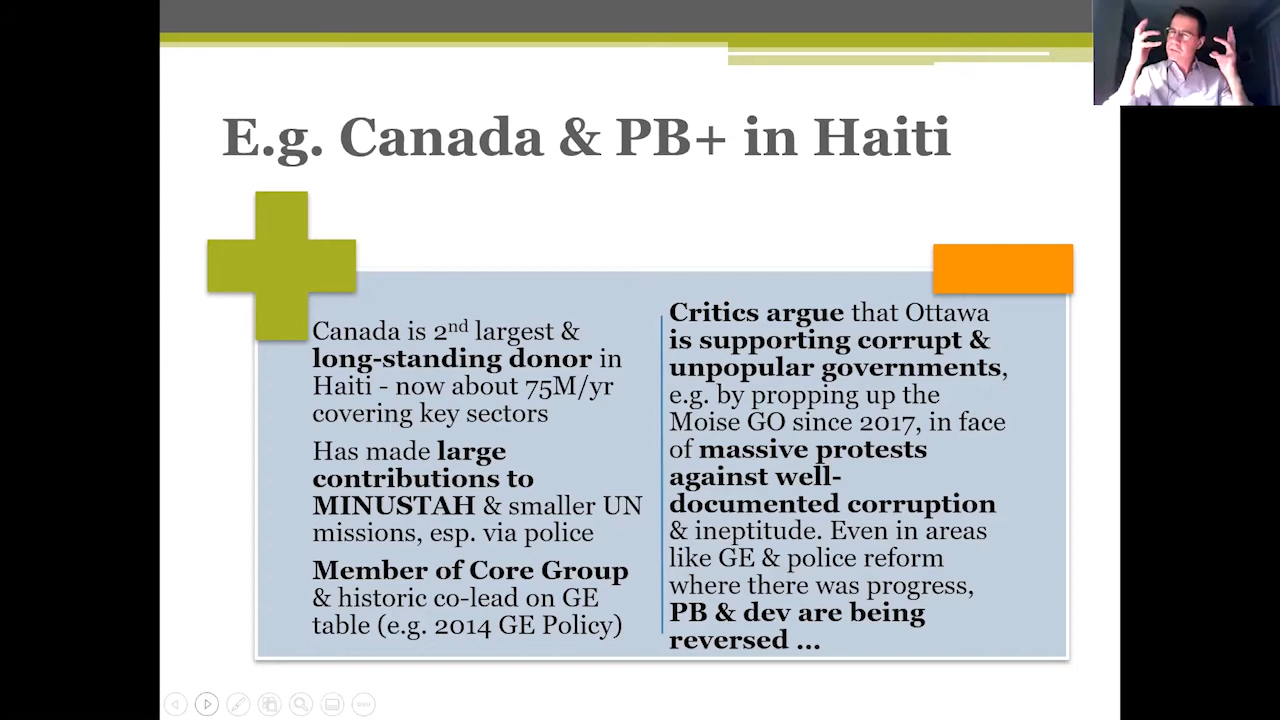 E.g. Canada & PB+ in Haiti
Canada is 2nd largest &
long-standing donor in
Haiti - now about 75M/yr
covering key sectors
Has made large
contributions to
MINUSTAH & smaller UN
missions, esp. via police
Member of Core Group
& historic co-lead on GE
table (e.g. 2014 GE Policy)
Critics argue that Ottawa
is supporting corrupt &
unpopular governments,
e.g. by propping up the
Moise GO since 2017, in face
of massive protests
against well-
documented corruption
& ineptitude. Even in areas
like GE & police reform
where there was progress,
PB & dev are being
reversed ...